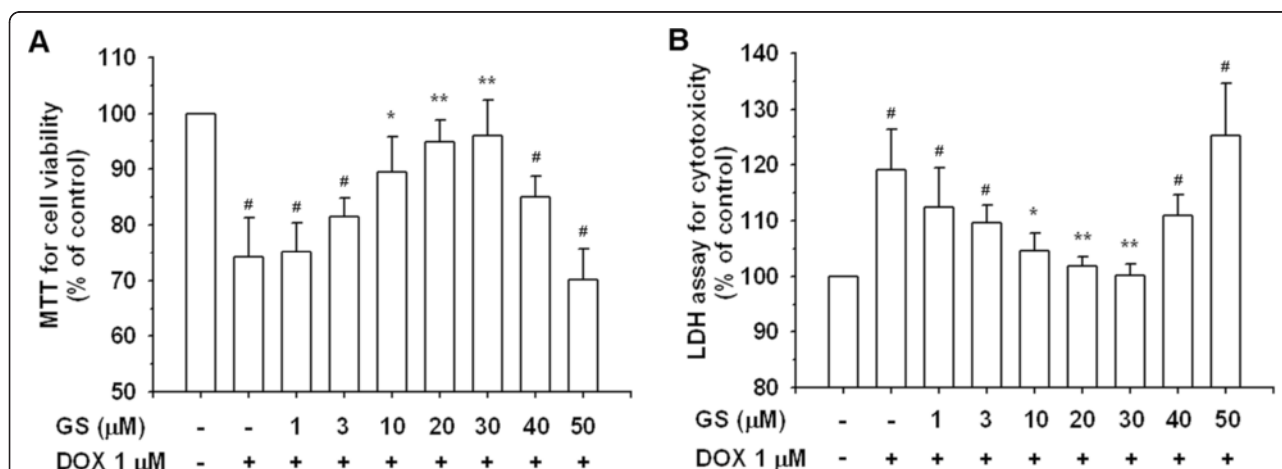 A
MTT for cell viability
(% of control)
110
100
90
80
70
60
50
# # # * ** ** # #
GS (μM) - - 1 3 10 20 30 40 50
DOX 1 μM - + + + + + + + +
B
LDH assay for cytotoxicity
(% of control)
140
130
120
110
100
90
80
# # # * ** ** # #
GS (μM) - - 1 3 10 20 30 40 50
DOX 1 μM - + + + + + + + +